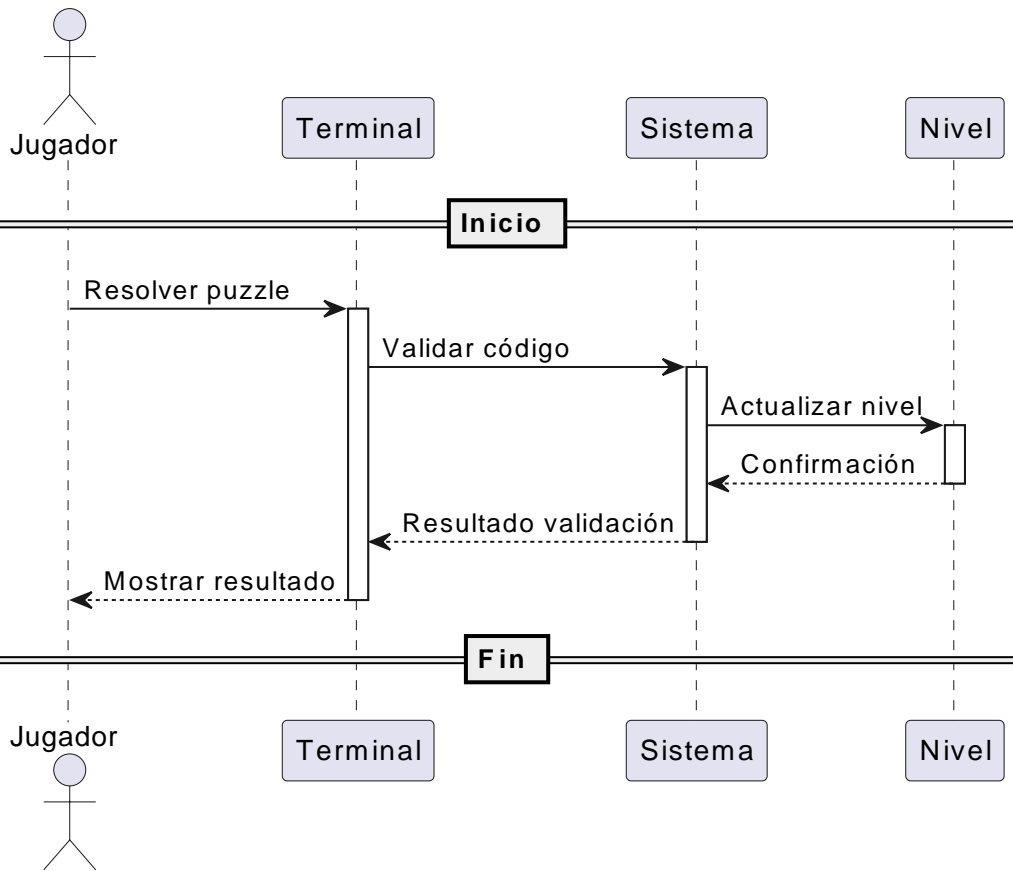 Jugador
Terminal
Sistema
Nivel
Inicio
Resolver puzzle
Validar código
Actualizar nivel
Confirmación
Resultado validación
Mostrar resultado
Fin
Jugador
Terminal
Sistema
Nivel